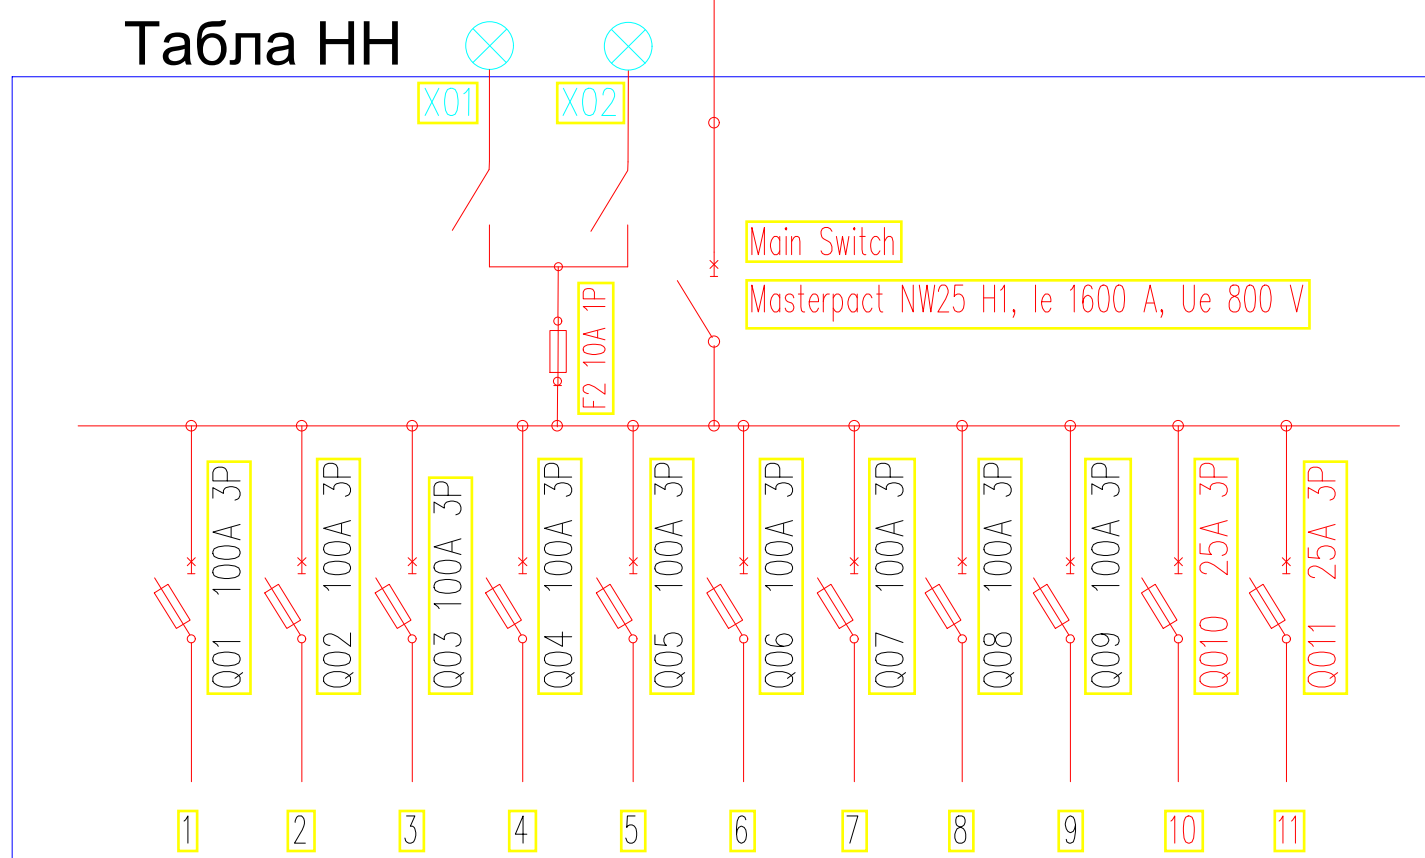 Табла НН
X01
X02
Main Switch
Masterpact NW25 H1, Ie 1600 A, Ue 800 V
F2 10A 1P
Q01 100A 3P
Q02 100A 3P
Q03 100A 3P
Q04 100A 3P
Q05 100A 3P
Q06 100A 3P
Q07 100A 3P
Q08 100A 3P
Q09 100A 3P
Q010 25A 3P
Q011 25A 3P
1
2
3
4
5
6
7
8
9
10
11